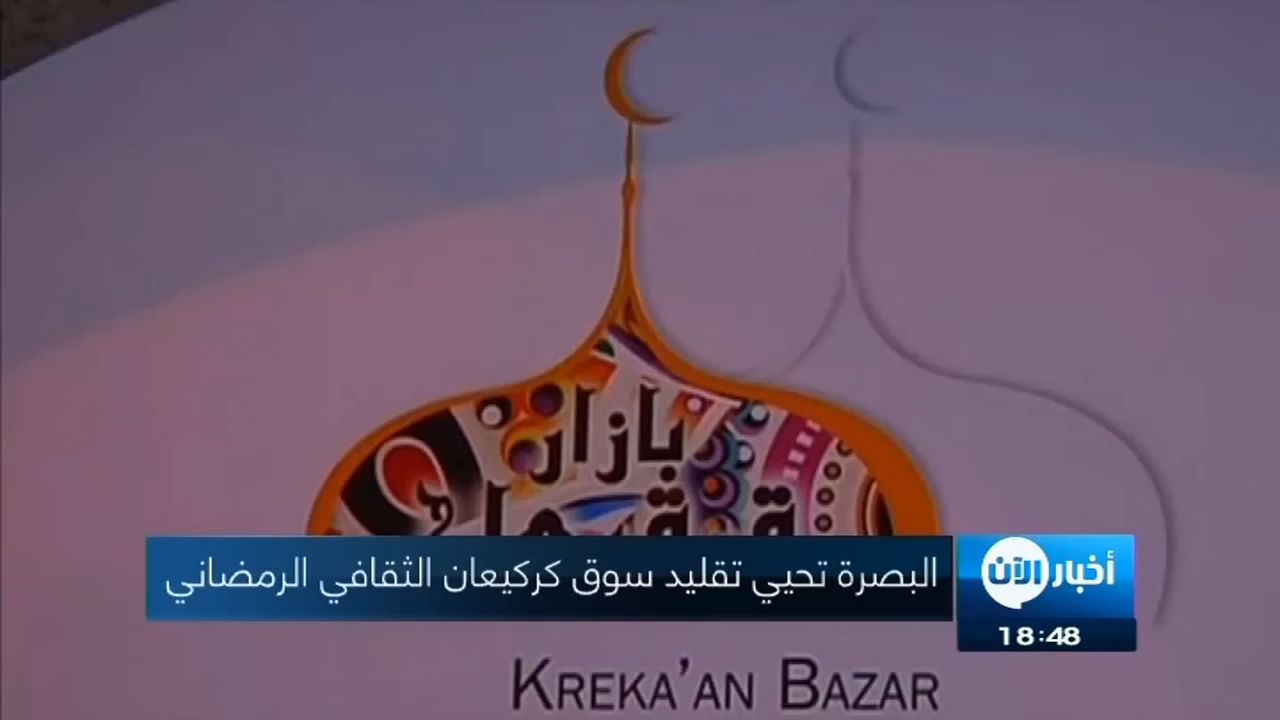 بازار
البصرة تحيي تقليد سوق كركيعان الثقافي الرمضاني
أخبار الآن
18:48
KREKA'AN BAZAR